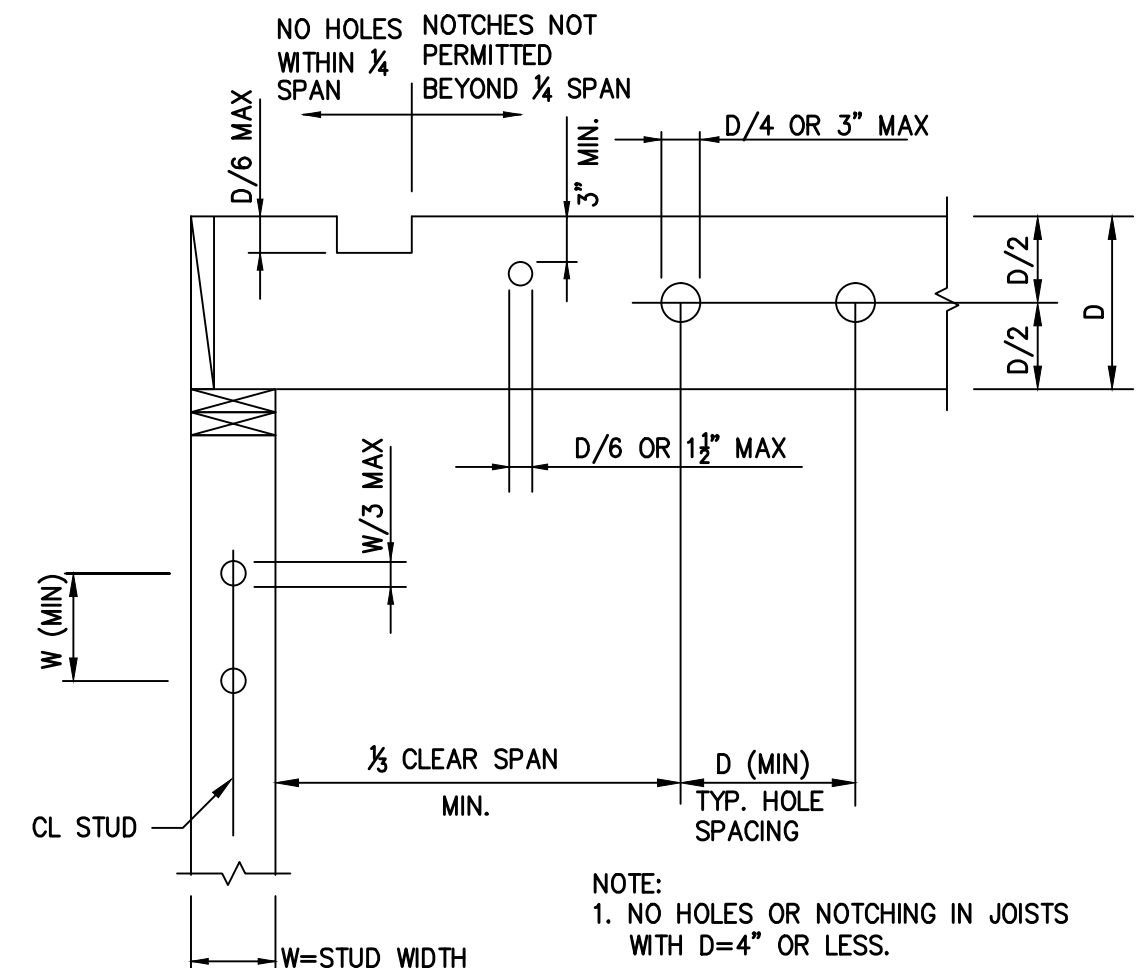 NO HOLES
WITHIN ¼
SPAN
NOTCHES NOT
PERMITTED
BEYOND ¼ SPAN
D/6 MAX
3" MIN.
D/4 OR 3" MAX
D/2
D/2
D
D/6 OR 1½" MAX
W/3 MAX
W (MIN)
⅓ CLEAR SPAN
MIN.
D (MIN)
TYP. HOLE
SPACING
CL STUD
NOTE:
1. NO HOLES OR NOTCHING IN JOISTS
WITH D=4" OR LESS.
W=STUD WIDTH